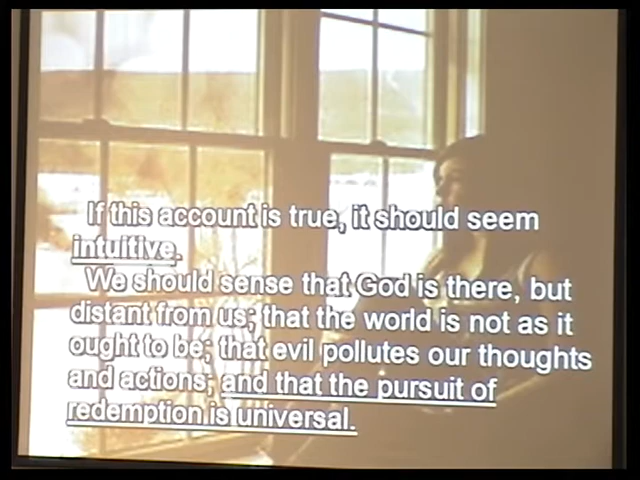 If this account is true, it should seem
intuitive.
We should sense that God is there, but
distant from us; that the world is not as it
ought to be; that evil pollutes our thoughts
and actions; and that the pursuit of
redemption is universal.